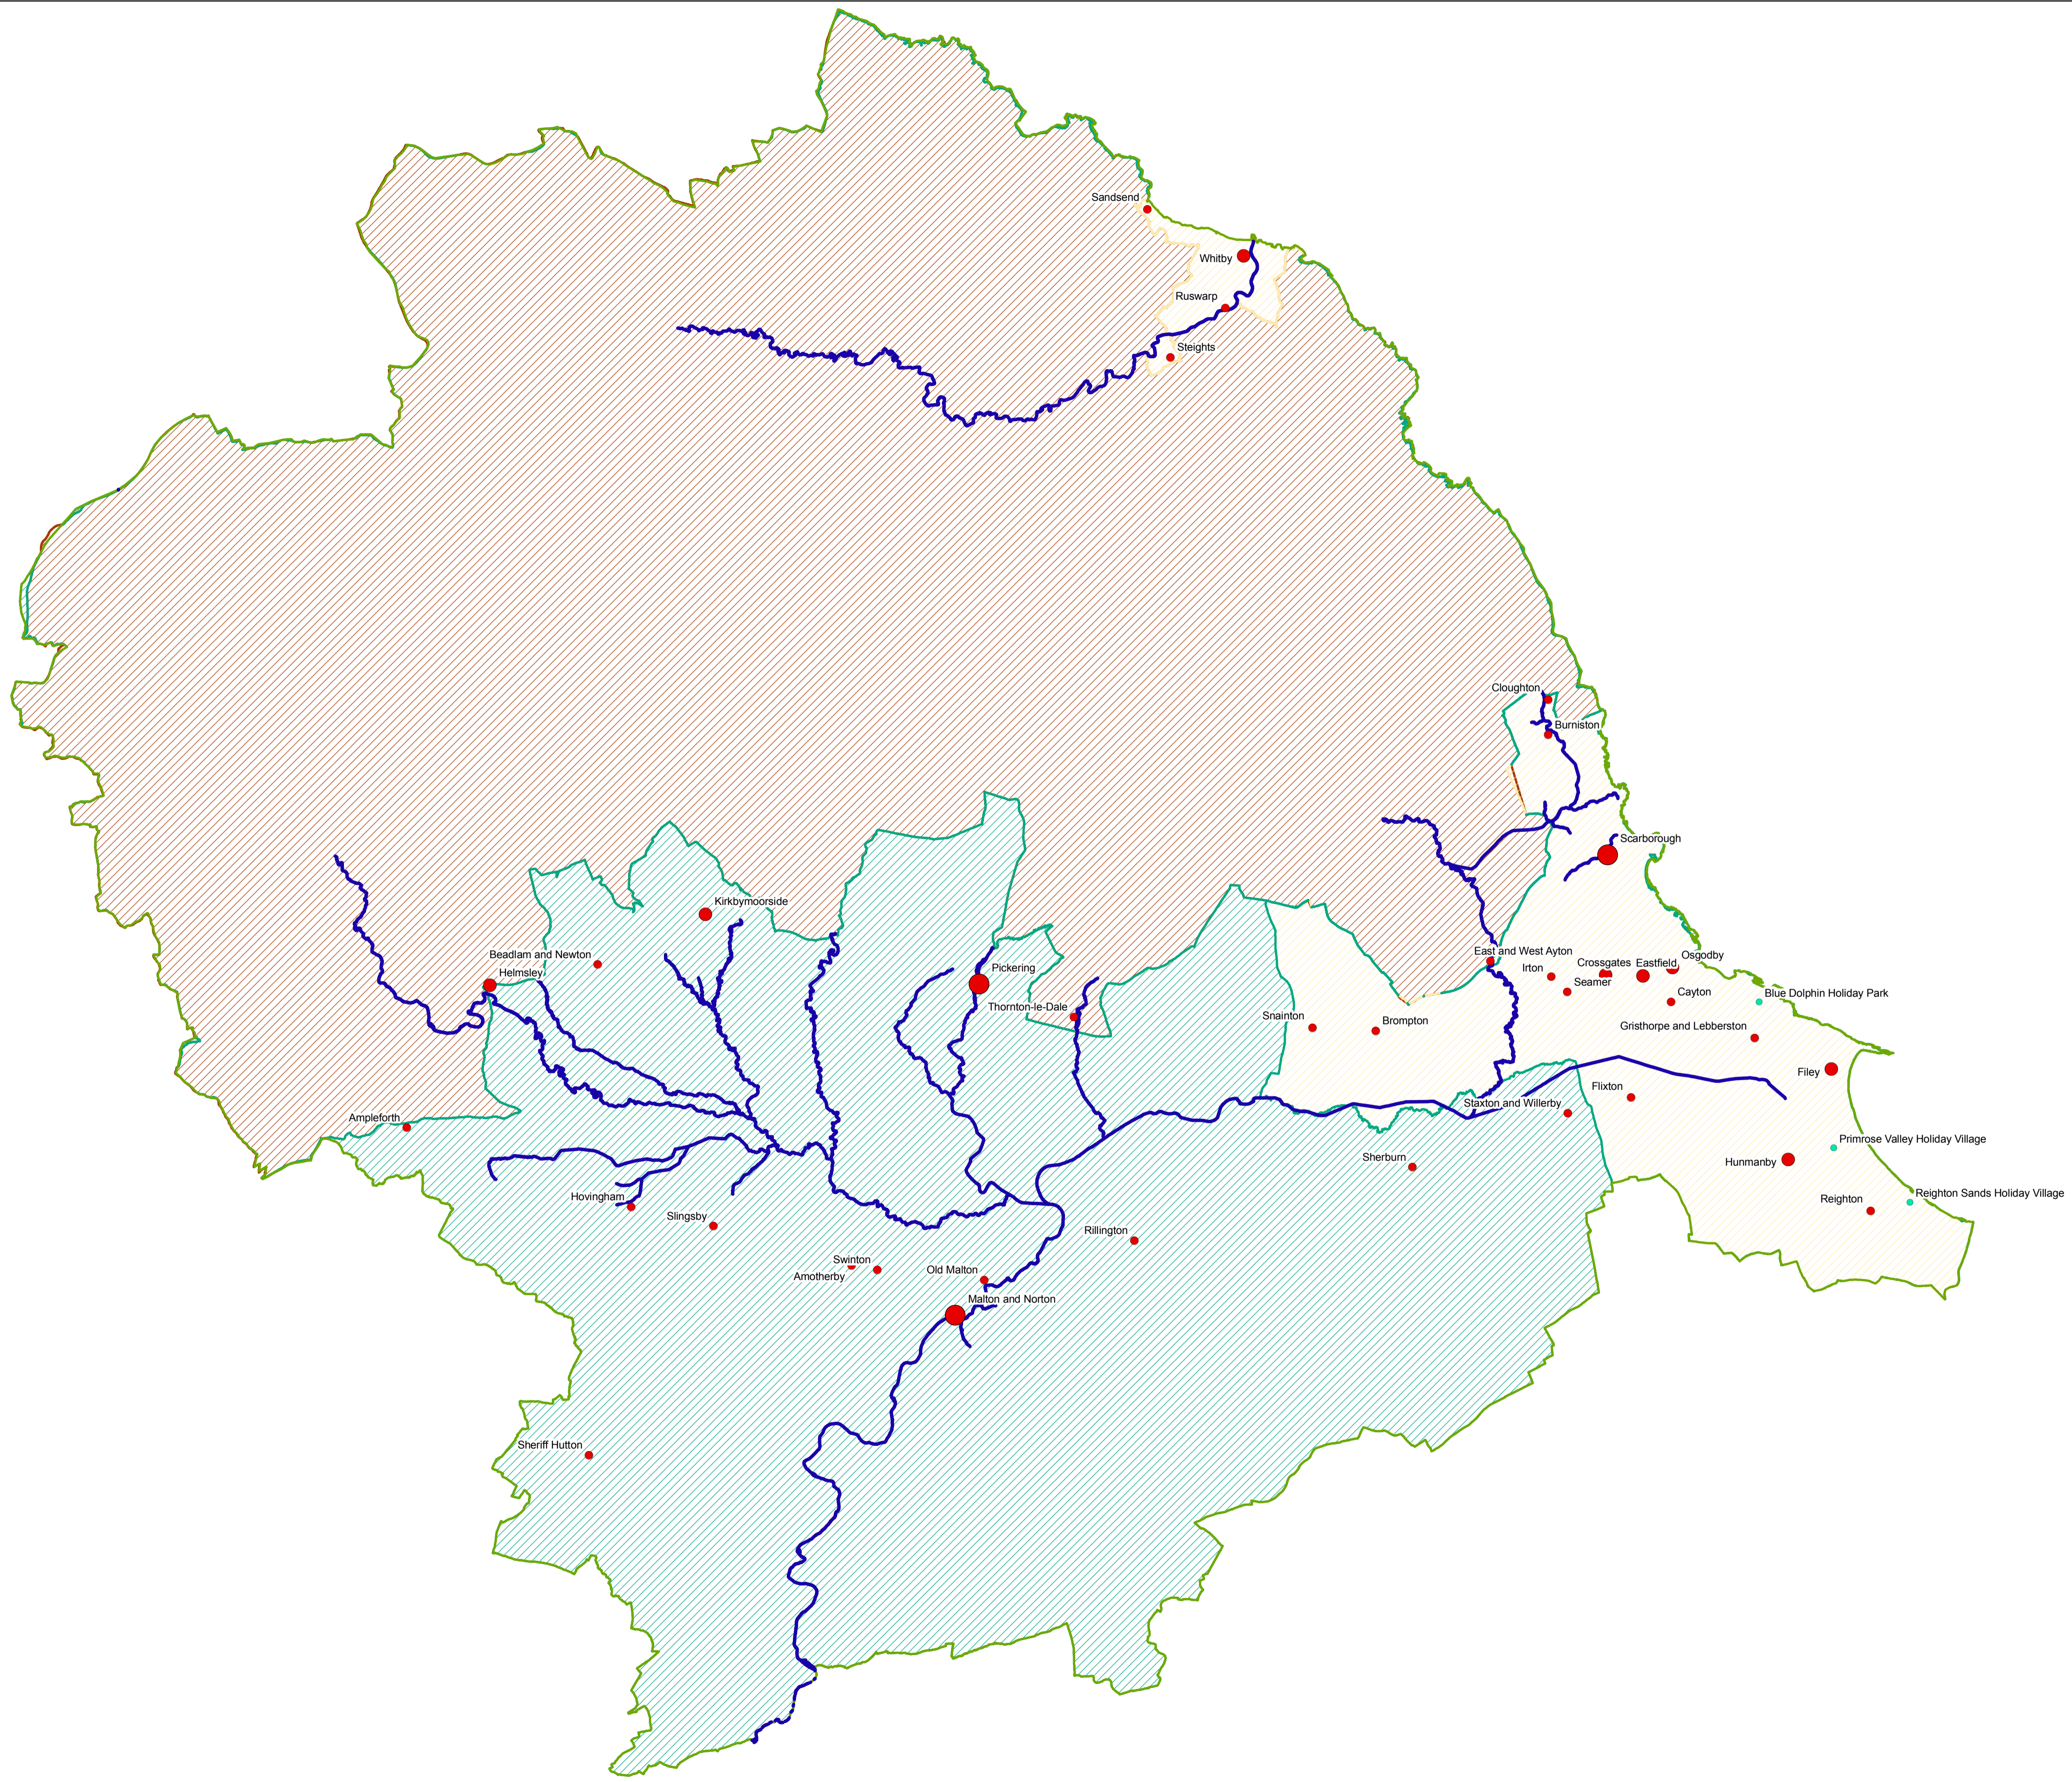 Sandsend
Whitby
Ruswarp
Steights
Cloughton
Burniston
Scarborough
Kirkbymoorside
Beadlam and Newton
Helmsley
Pickering
Thornton-le-Dale
East and West Ayton
Irton
Crossgates
Eastfield
Osgodby
Seamer
Cayton
Blue Dolphin Holiday Park
Snainton
Brompton
Gristhorpe and Lebberston
Filey
Flixton
Staxton and Willerby
Ampleforth
Primrose Valley Holiday Village
Sherburn
Hunmanby
Reighton Sands Holiday Village
Reighton
Hovingham
Slingsby
Rillington
Swinton
Amotherby
Old Malton
Malton and Norton
Sheriff Hutton